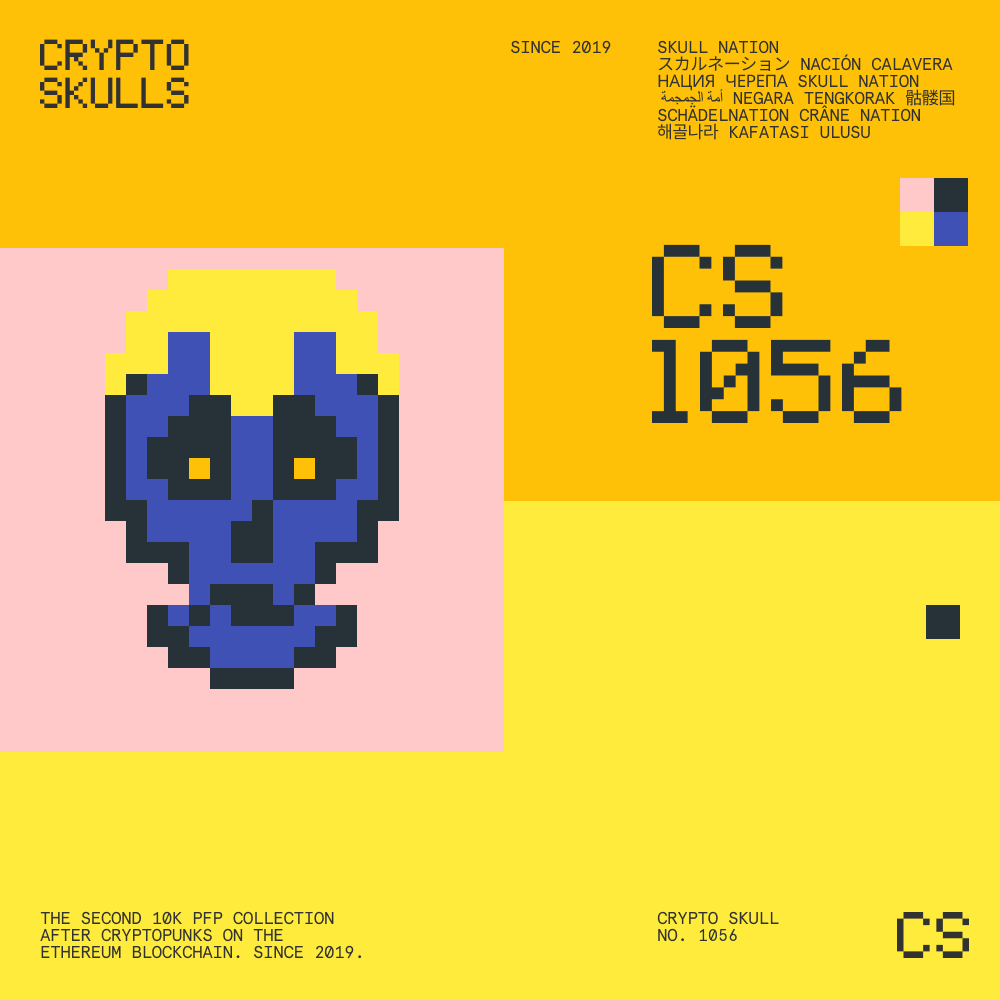 CRYPTO
SKULLS
SINCE 2019
SKULL NATION
スカルネーション NACIÓN CALAVERA
НАЦИЯ ЧЕРЕПА SKULL NATION
أمة الجمجمة NEGARA TENGKORAK 骷髅国
SCHÄDELNATION CRÂNE NATION
해골나라 KAFATASI ULUSU
CS
1056
THE SECOND 10K PFP COLLECTION
AFTER CRYPTOPUNKS ON THE
ETHEREUM BLOCKCHAIN. SINCE 2019.
CRYPTO SKULL
NO. 1056
CS